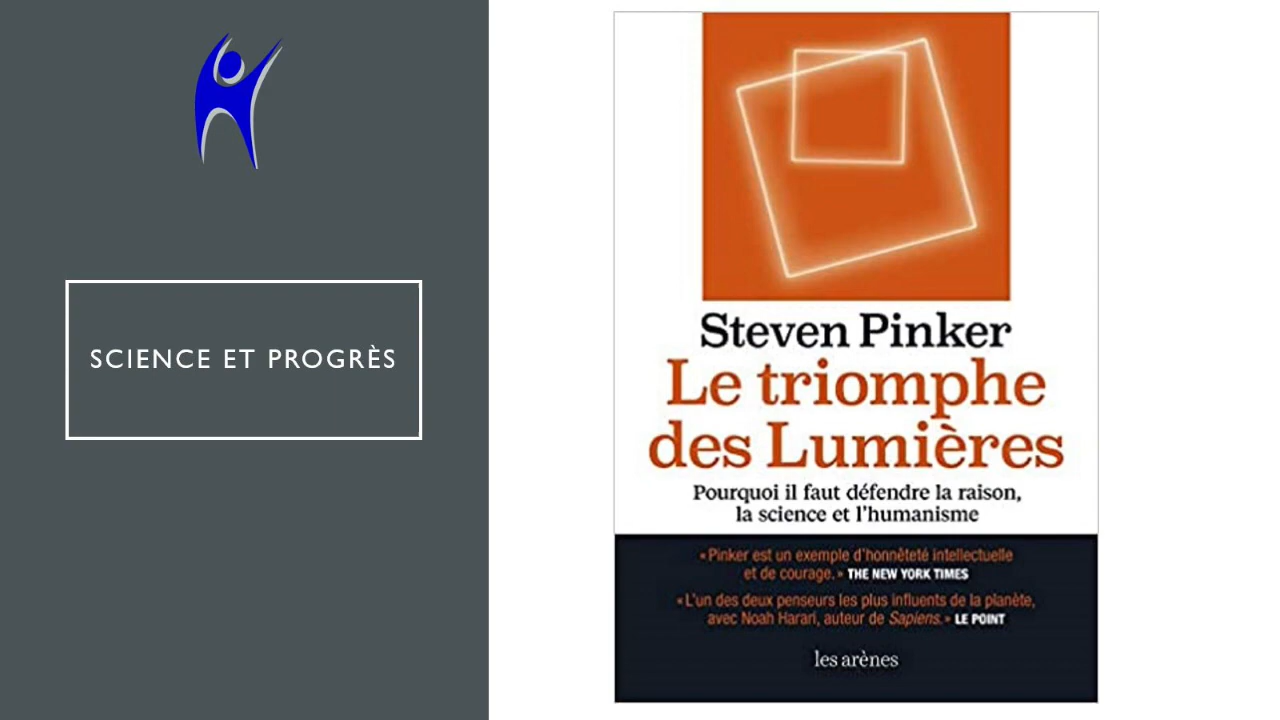 SCIENCE ET PROGRÈS
Steven Pinker
Le triomphe
des Lumières
Pourquoi il faut défendre la raison,
la science et l'humanisme
« Pinker est un exemple d'honnêteté intellectuelle
et de courage. » THE NEW YORK TIMES
« L'un des deux penseurs les plus influents de la planète,
avec Noah Harari, auteur de Sapiens. » LE POINT
les arènes